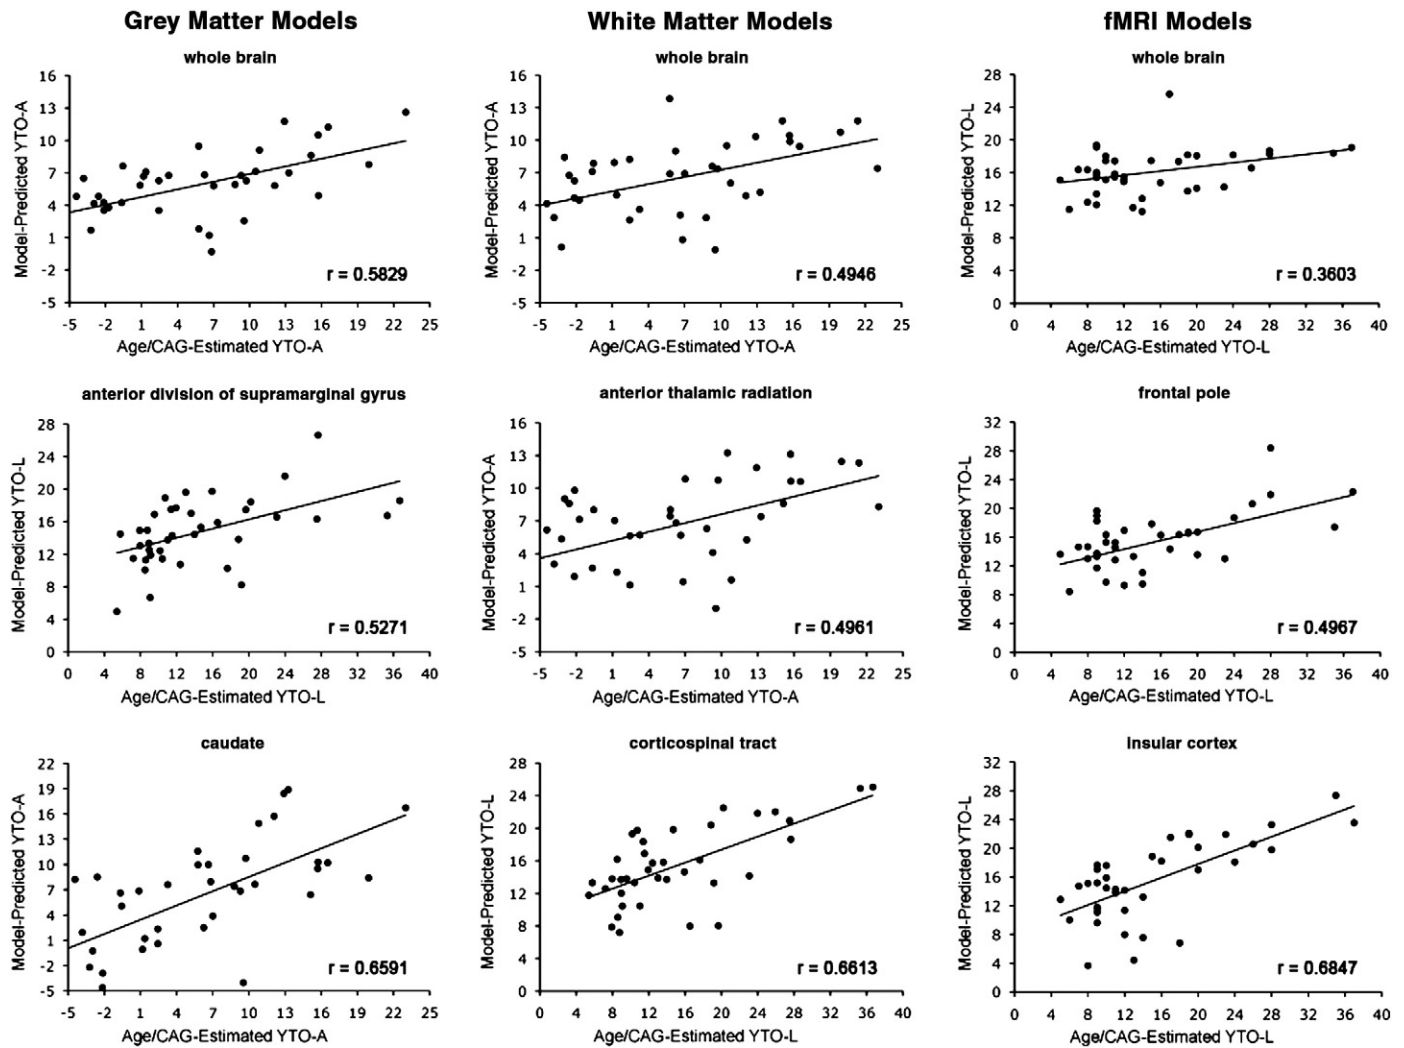 Grey Matter Models
White Matter Models
fMRI Models
whole brain
Model-Predicted YTO-A
16
13
10
7
4
1
-2
-5
r = 0.5829
-5 -2 1 4 7 10 13 16 19 22 25
Age/CAG-Estimated YTO-A
whole brain
Model-Predicted YTO-A
16
13
10
7
4
1
-2
-5
r = 0.4946
-5 -2 1 4 7 10 13 16 19 22 25
Age/CAG-Estimated YTO-A
whole brain
Model-Predicted YTO-L
28
24
20
16
12
8
4
0
r = 0.3603
0 4 8 12 16 20 24 28 32 36 40
Age/CAG-Estimated YTO-L
anterior division of supramarginal gyrus
Model-Predicted YTO-L
28
24
20
16
12
8
4
0
r = 0.5271
0 4 8 12 16 20 24 28 32 36 40
Age/CAG-Estimated YTO-L
anterior thalamic radiation
Model-Predicted YTO-A
16
13
10
7
4
1
-2
-5
r = 0.4961
-5 -2 1 4 7 10 13 16 19 22 25
Age/CAG-Estimated YTO-A
frontal pole
Model-Predicted YTO-L
32
28
24
20
16
12
8
4
0
r = 0.4967
0 4 8 12 16 20 24 28 32 36 40
Age/CAG-Estimated YTO-L
caudate
Model-Predicted YTO-A
22
19
16
13
10
7
4
1
-2
-5
r = 0.6591
-5 -2 1 4 7 10 13 16 19 22 25
Age/CAG-Estimated YTO-A
corticospinal tract
Model-Predicted YTO-L
28
24
20
16
12
8
4
0
r = 0.6613
0 4 8 12 16 20 24 28 32 36 40
Age/CAG-Estimated YTO-L
insular cortex
Model-Predicted YTO-L
32
28
24
20
16
12
8
4
0
r = 0.6847
0 4 8 12 16 20 24 28 32 36 40
Age/CAG-Estimated YTO-L